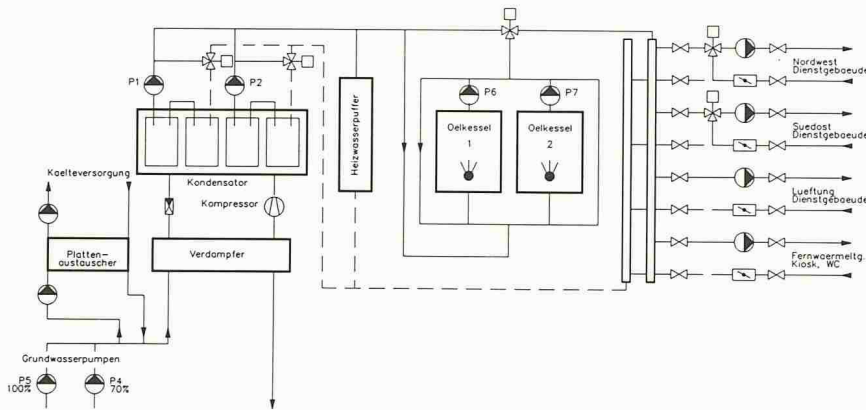 P1
P2
Heizwasserpuffer
P6
P7
Oelkessel
1
Oelkessel
2
Nordwest
Dienstgebaeude
Suedost
Dienstgebaeude
Lueftung
Dienstgebaeude
Fernwaermeltg.
Kiosk, WC
Kaelteversorgung
Kondensator
Kompressor
Platten-
austauscher
Verdampfer
Grundwasserpumpen
P5
100%
P4
70%